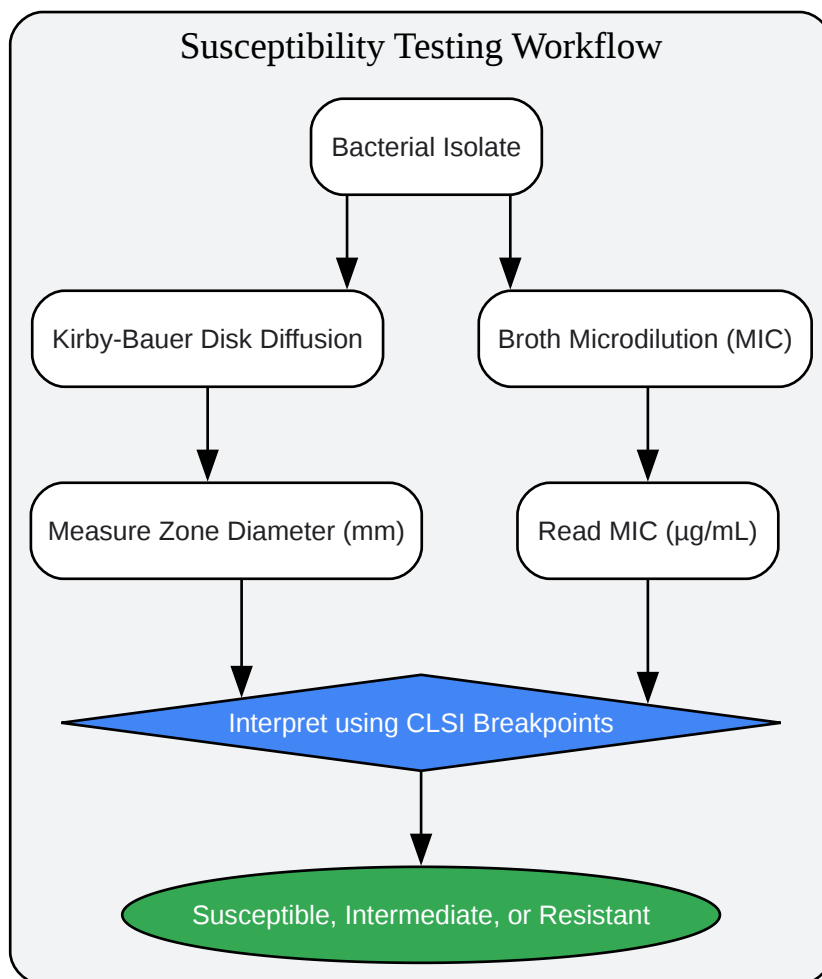 Susceptibility Testing Workflow
Bacterial Isolate
Kirby-Bauer Disk Diffusion
Broth Microdilution (MIC)
Measure Zone Diameter (mm)
Read MIC (µg/mL)
Interpret using CLSI Breakpoints
Susceptible, Intermediate, or Resistant